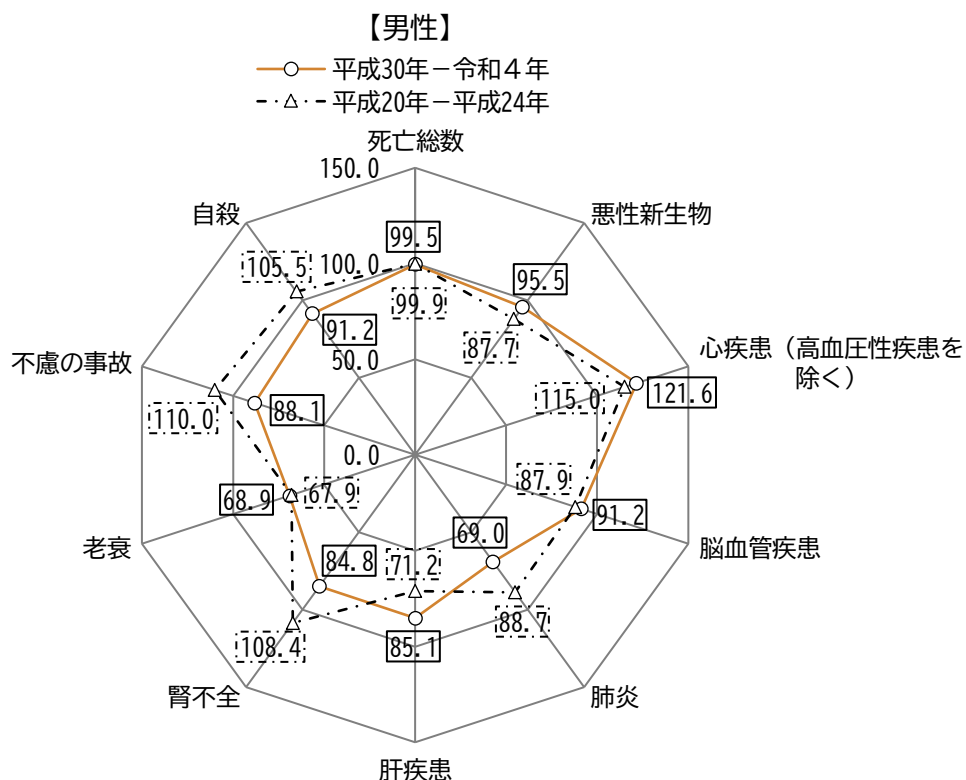 【男性】
平成30年－令和４年
平成20年－平成24年
死亡総数
150.0
自殺
悪性新生物
99.5
105.5
100.0
95.5
99.9
91.2
87.7
50.0
不慮の事故
心疾患（高血圧性疾患を
除く）
110.0
88.1
115.0
121.6
0.0
68.9
67.9
87.9
91.2
老衰
脳血管疾患
69.0
84.8
71.2
108.4
85.1
88.7
腎不全
肺炎
肝疾患